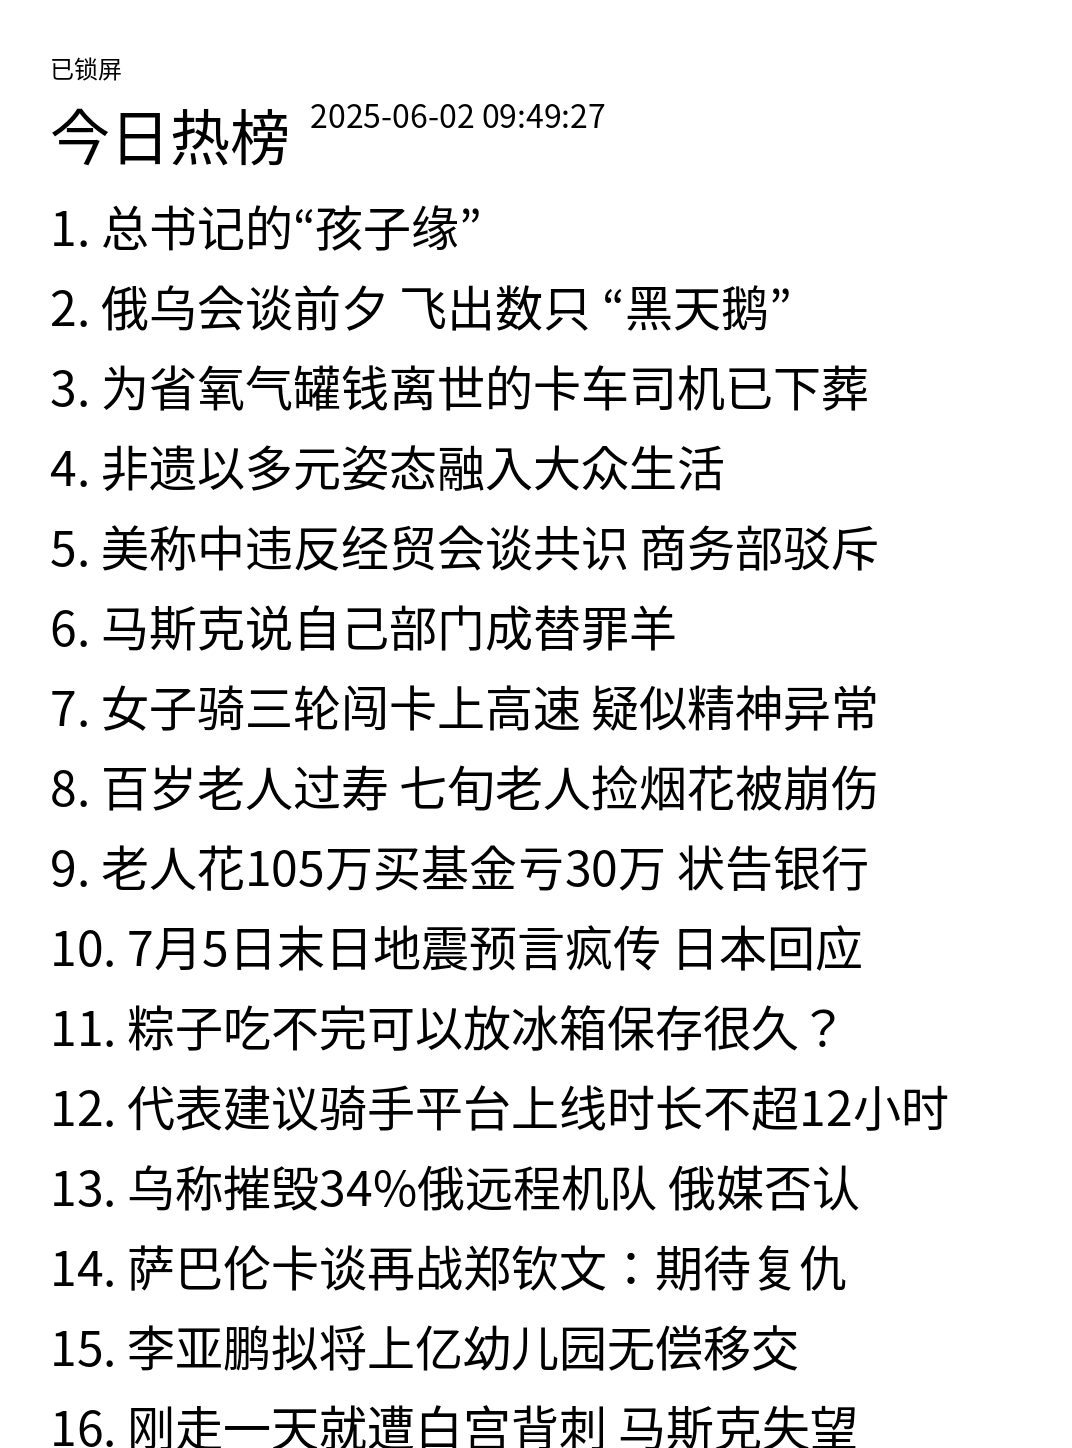 已锁屏
今日热榜 2025-06-02 09:49:27
1. 总书记的“孩子缘”
2. 俄乌会谈前夕 飞出数只 “黑天鹅”
3. 为省氧气罐钱离世的卡车司机已下葬
4. 非遗以多元姿态融入大众生活
5. 美称中违反经贸会谈共识 商务部驳斥
6. 马斯克说自己部门成替罪羊
7. 女子骑三轮闯卡上高速 疑似精神异常
8. 百岁老人过寿 七旬老人捡烟花被崩伤
9. 老人花105万买基金亏30万 状告银行
10. 7月5日末日地震预言疯传 日本回应
11. 粽子吃不完可以放冰箱保存很久？
12. 代表建议骑手平台上线时长不超12小时
13. 乌称摧毁34%俄远程机队 俄媒否认
14. 萨巴伦卡谈再战郑钦文：期待复仇
15. 李亚鹏拟将上亿幼儿园无偿移交
16. 刚走一天就遭白宫背刺 马斯克失望